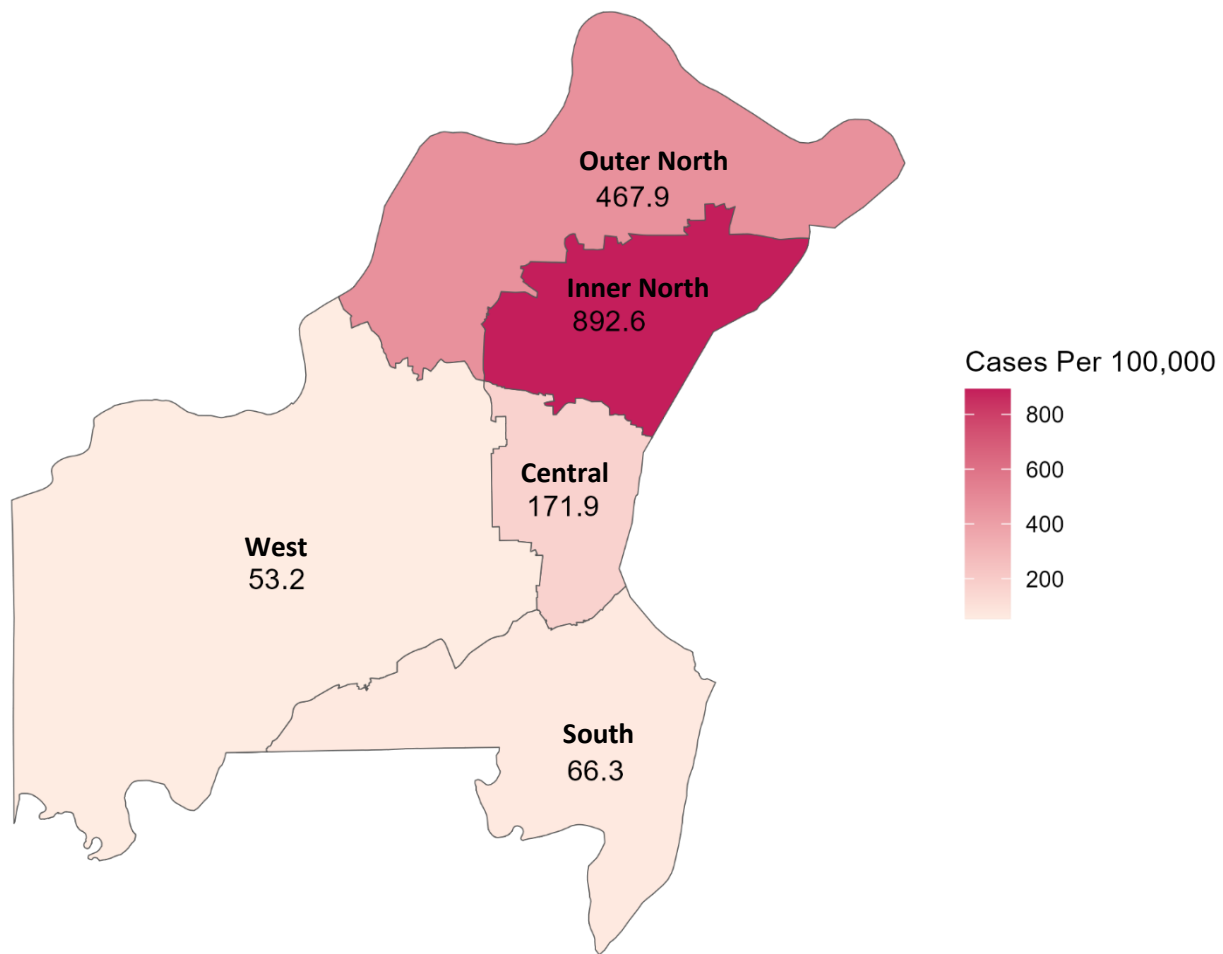 Outer North
467.9
Inner North
892.6
Cases Per 100,000
800
600
400
200
Central
171.9
West
53.2
South
66.3